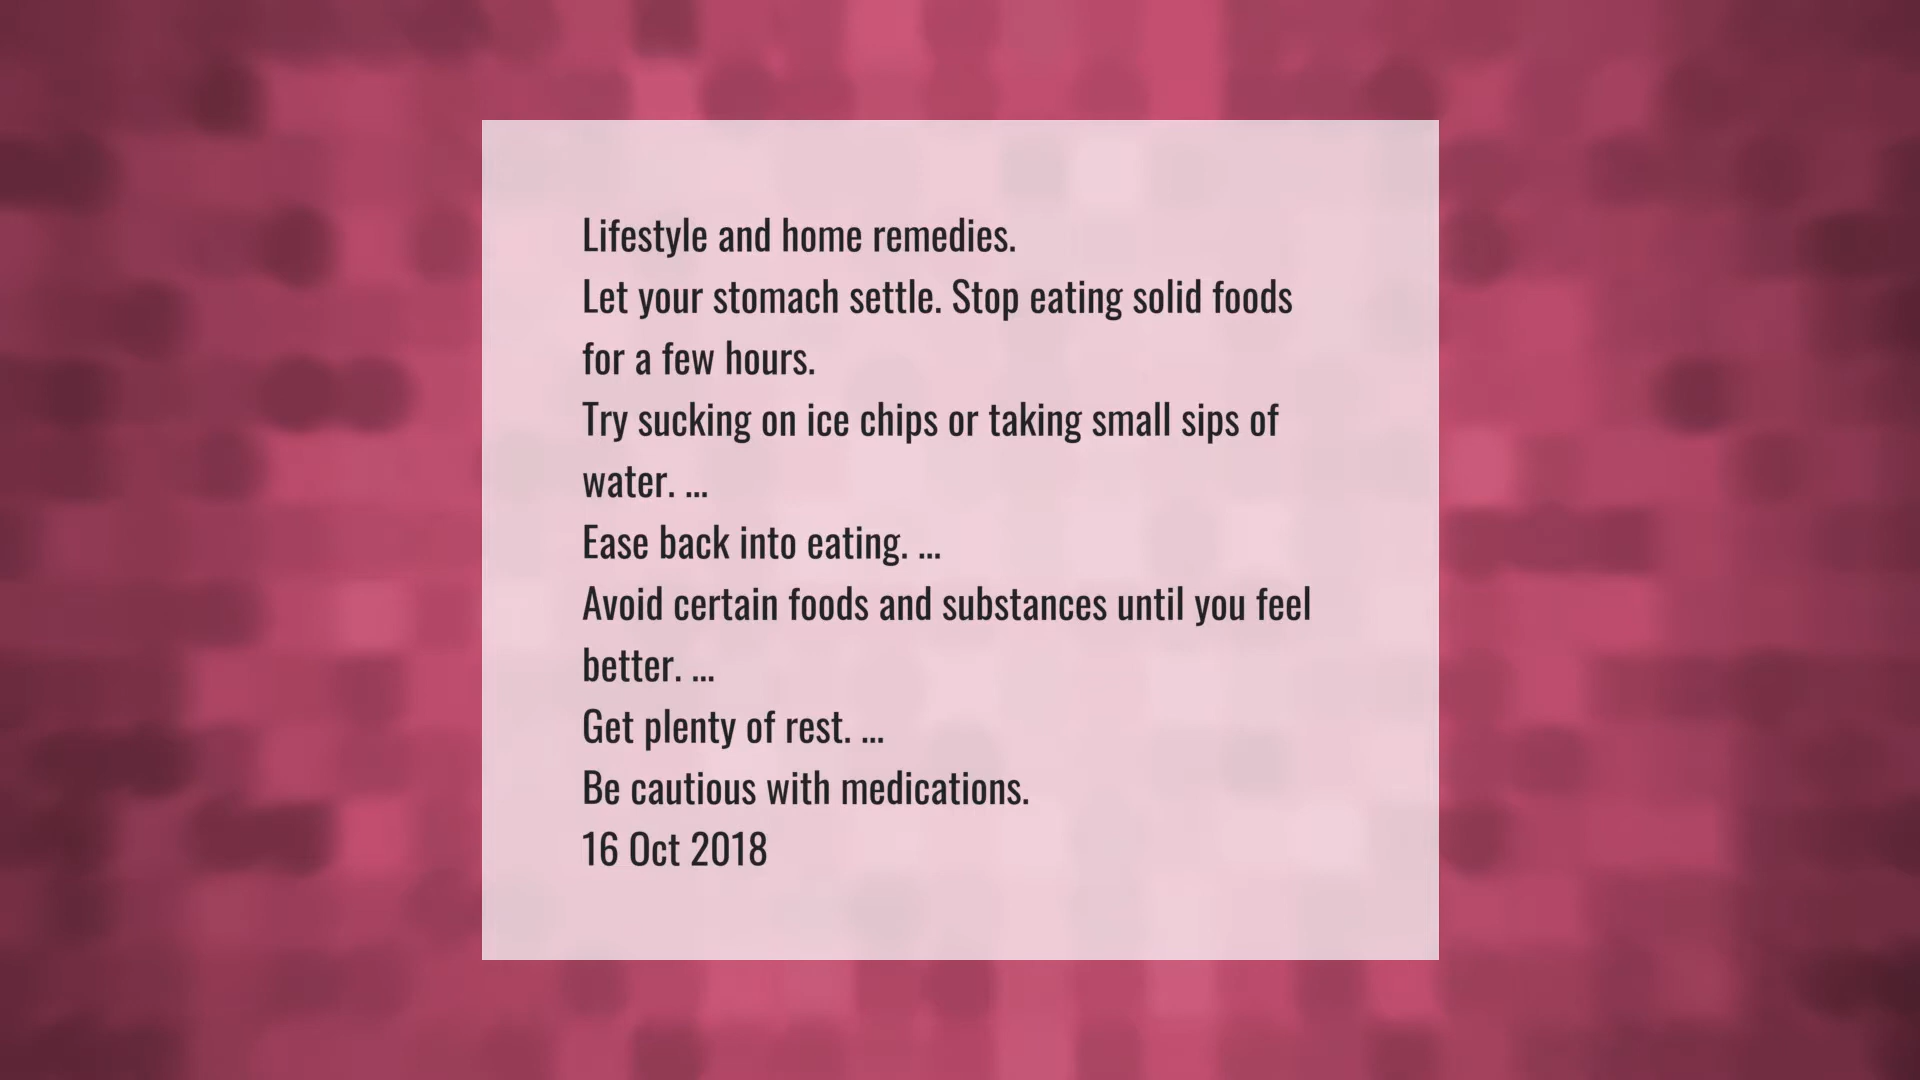 Lifestyle and home remedies.
Let your stomach settle. Stop eating solid foods
for a few hours.
Try sucking on ice chips or taking small sips of
water. ...
Ease back into eating. ...
Avoid certain foods and substances until you feel
better. ...
Get plenty of rest. ...
Be cautious with medications.
16 Oct 2018